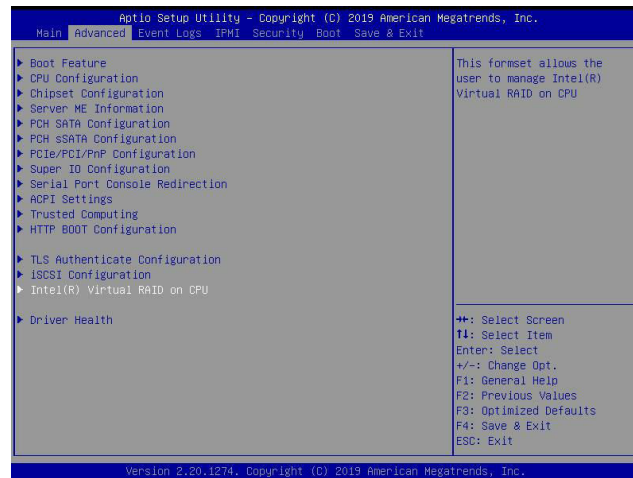 Aptio Setup Utility – Copyright (C) 2019 American Megatrends, Inc.
Main Advanced Event Logs IPMI Security Boot Save & Exit
▶ Boot Feature
▶ CPU Configuration
▶ Chipset Configuration
▶ Server ME Information
▶ PCH SATA Configuration
▶ PCH sSATA Configuration
▶ PCIe/PCI/PnP Configuration
▶ Super IO Configuration
▶ Serial Port Console Redirection
▶ ACPI Settings
▶ Trusted Computing
▶ HTTP BOOT Configuration
▶ TLS Authenticate Configuration
▶ iSCSI Configuration
▶ Intel(R) Virtual RAID on CPU
▶ Driver Health
This formset allows the
user to manage Intel(R)
Virtual RAID on CPU
→←: Select Screen
↑↓: Select Item
Enter: Select
+/-: Change Opt.
F1: General Help
F2: Previous Values
F3: Optimized Defaults
F4: Save & Exit
ESC: Exit
Version 2.20.1274. Copyright (C) 2019 American Megatrends, Inc.